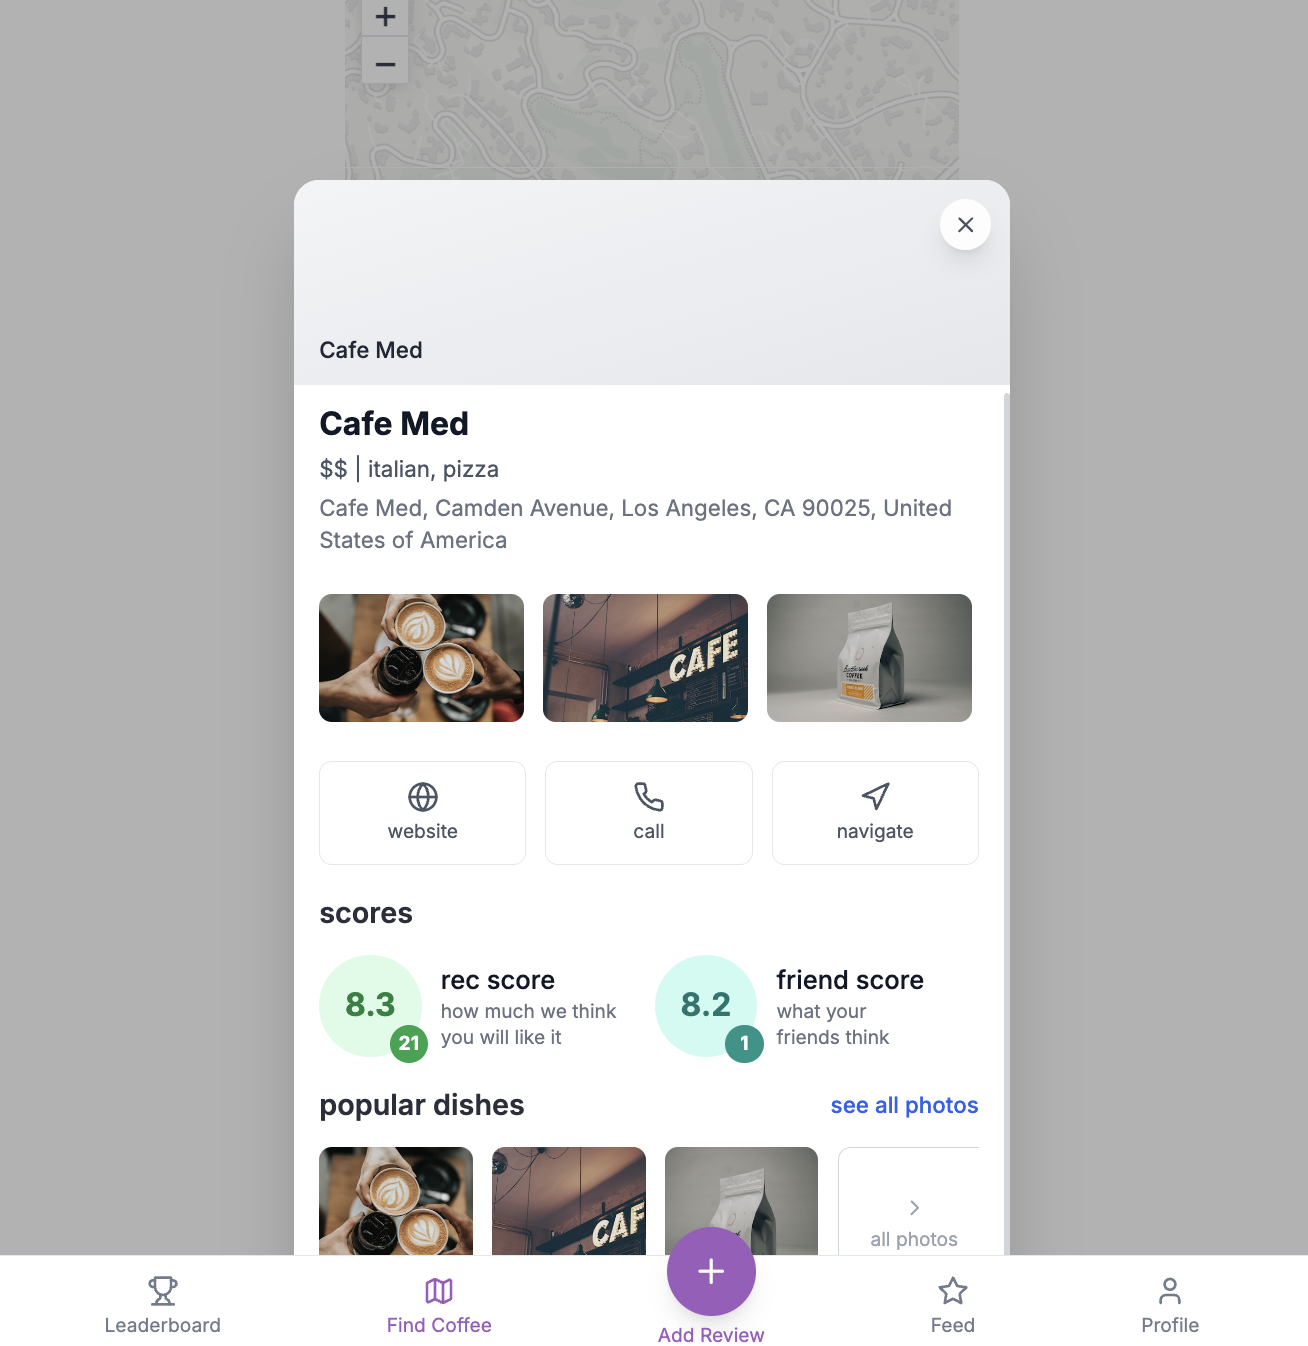 +
−
Cafe Med
Cafe Med
$$ | italian, pizza
Cafe Med, Camden Avenue, Los Angeles, CA 90025, United
States of America
CAFE
COFFEE
website
call
navigate
scores
8.3
21
rec score
how much we think
you will like it
8.2
1
friend score
what your
friends think
popular dishes
see all photos
CAF
all photos
Leaderboard
Find Coffee
Add Review
Feed
Profile